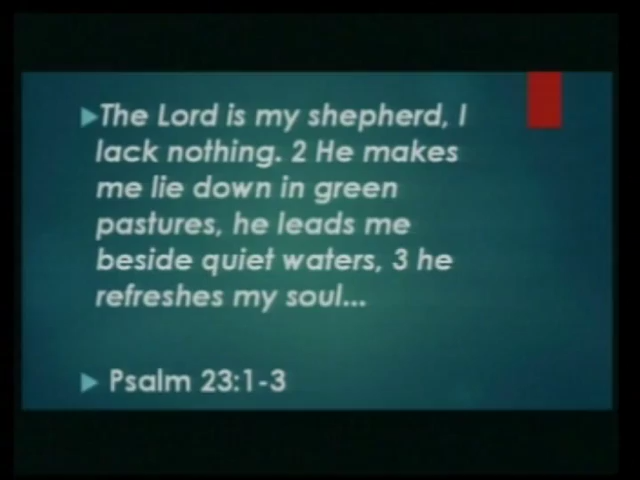 The Lord is my shepherd, I
lack nothing. 2 He makes
me lie down in green
pastures, he leads me
beside quiet waters, 3 he
refreshes my soul...
Psalm 23:1-3